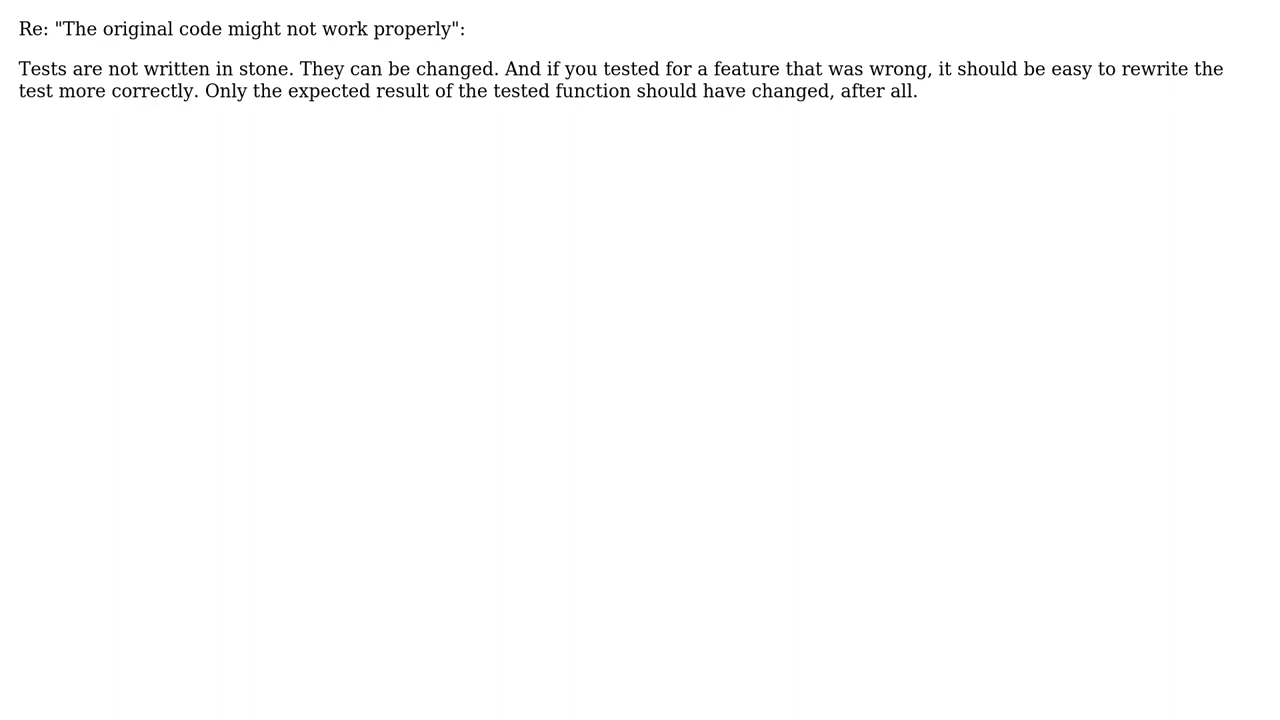 Re: "The original code might not work properly":
Tests are not written in stone. They can be changed. And if you tested for a feature that was wrong, it should be easy to rewrite the
test more correctly. Only the expected result of the tested function should have changed, after all.